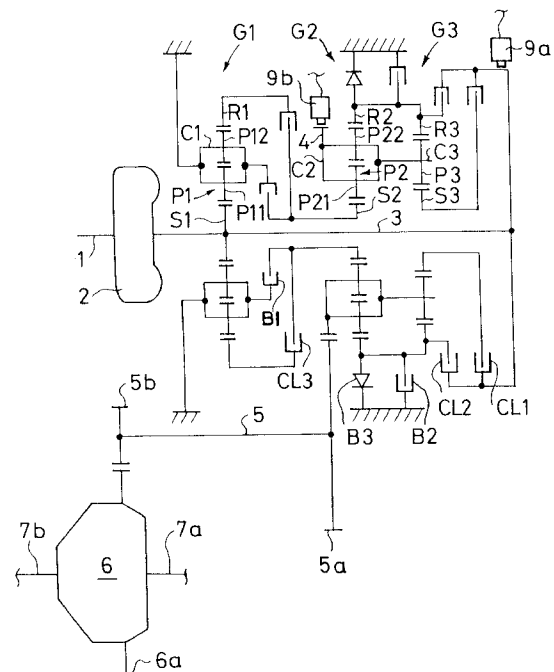 G1
G2
G3
9a
9b
R1
C1
P12
R2
4
P22
R3
C2
P2
C3
P1
P11
P21
S2
P3
S1
S3
3
1
2
B1
CL3
5b
5
B3
B2
CL2
CL1
7b
6
7a
5a
6a